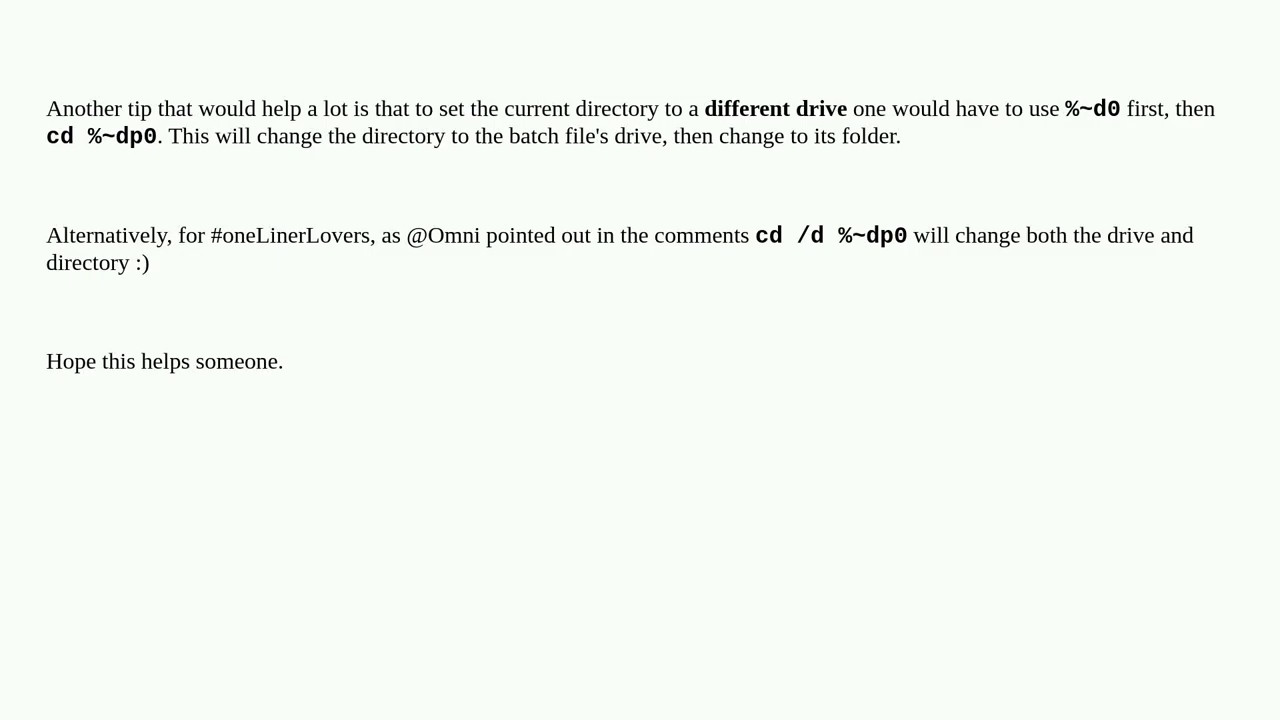 Another tip that would help a lot is that to set the current directory to a different drive one would have to use %~d0 first, then
cd %~dp0. This will change the directory to the batch file's drive, then change to its folder.
Alternatively, for #oneLinerLovers, as @Omni pointed out in the comments cd /d %~dp0 will change both the drive and
directory :)
Hope this helps someone.